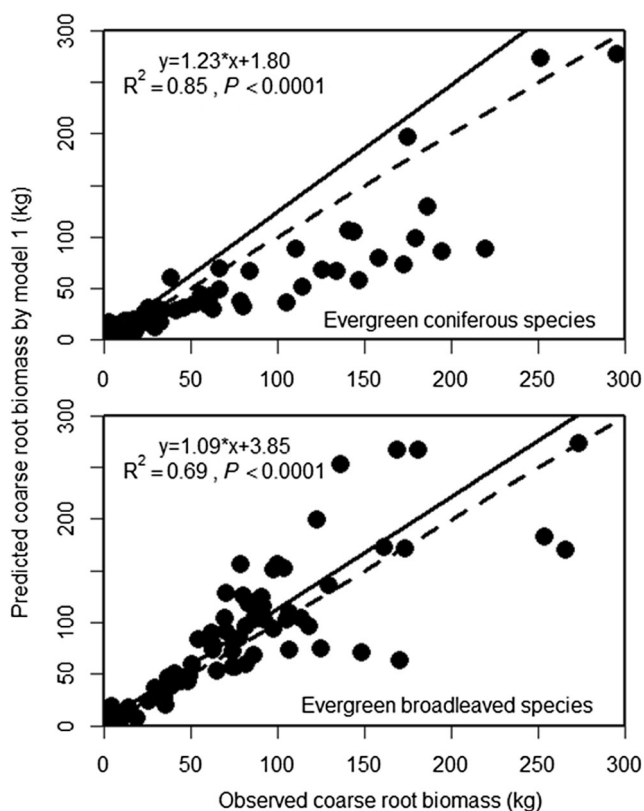 300
y=1.23*x+1.80
R² = 0.85 , P < 0.0001
200
100
50
0
Evergreen coniferous species
0 50 100 150 200 250 300
300
y=1.09*x+3.85
R² = 0.69 , P < 0.0001
200
100
50
0
Evergreen broadleaved species
0 50 100 150 200 250 300
Predicted coarse root biomass by model 1 (kg)
Observed coarse root biomass (kg)